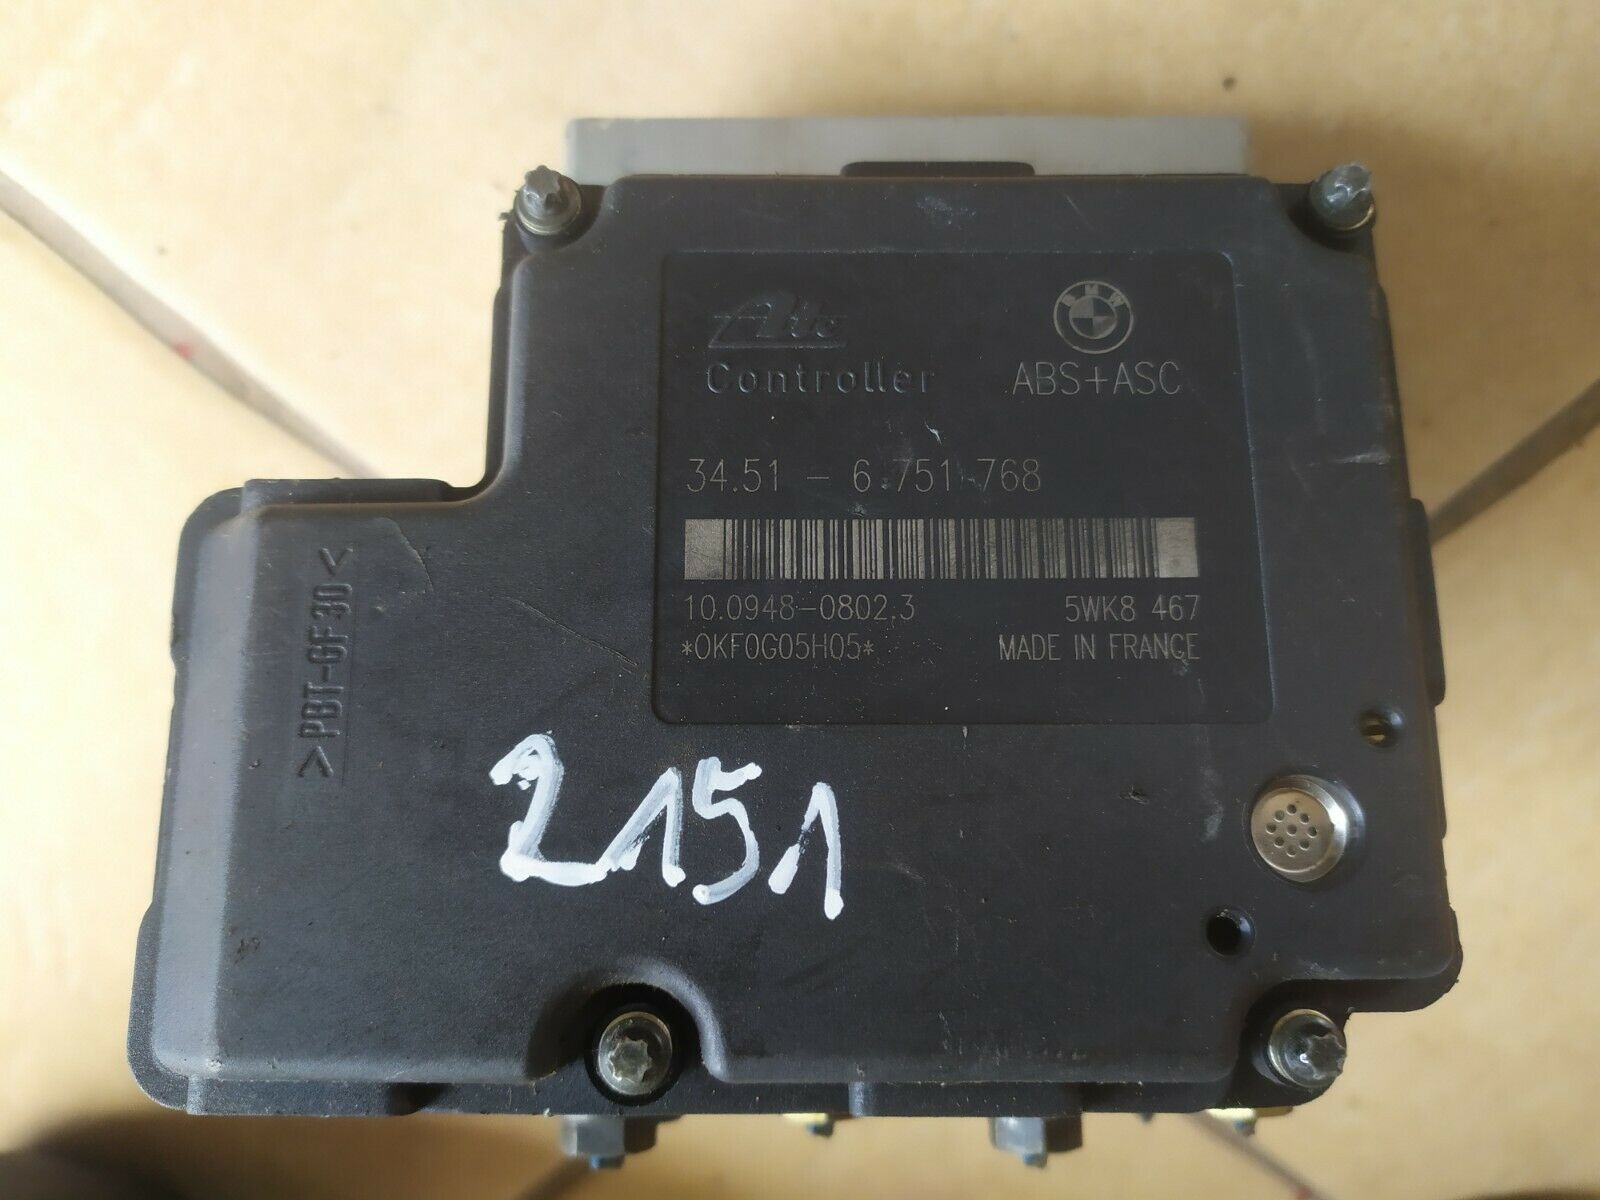 BMW
Ate
Controller ABS+ASC
34.51 - 6 751 768
10.0948-0802.3 5WK8 467
*0KF0G05H05* MADE IN FRANCE
>PBT-GF30<
2151